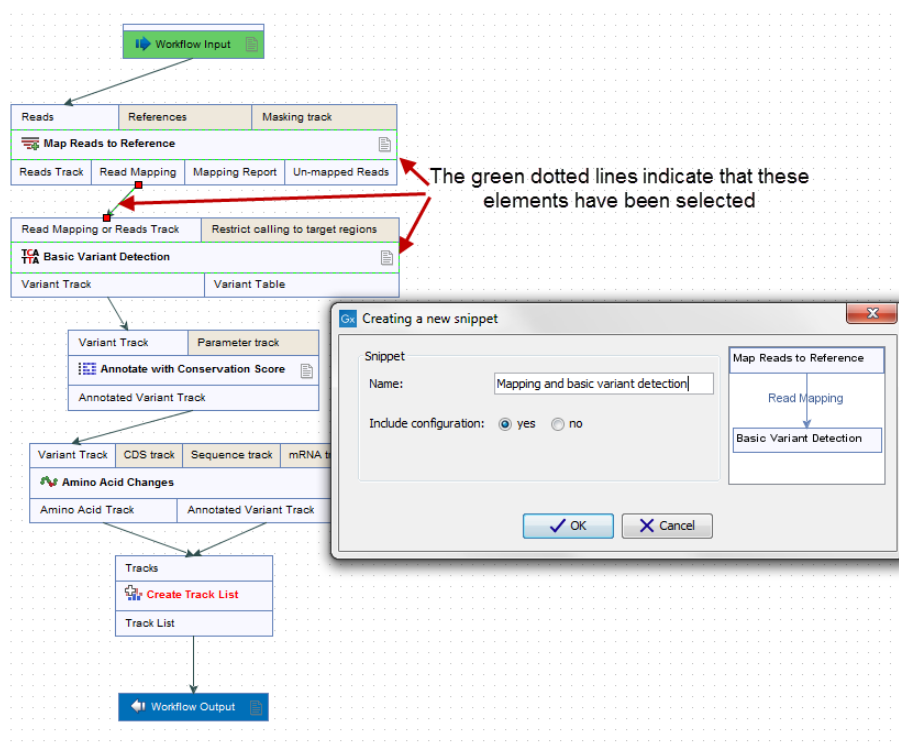 Workflow Input
Reads References Masking track
Map Reads to Reference
Reads Track Read Mapping Mapping Report Un-mapped Reads
The green dotted lines indicate that these
elements have been selected
Read Mapping or Reads Track Restrict calling to target regions
TCA
TTA
Basic Variant Detection
Variant Track Variant Table
Variant Track Parameter track
Annotate with Conservation Score
Annotated Variant Track
Variant Track CDS track Sequence track mRNA
Amino Acid Changes
Amino Acid Track Annotated Variant Track
Tracks
Create Track List
Track List
Workflow Output
Gx Creating a new snippet
Snippet
Name: Mapping and basic variant detection
Include configuration: yes no
Map Reads to Reference
Read Mapping
Basic Variant Detection
OK Cancel